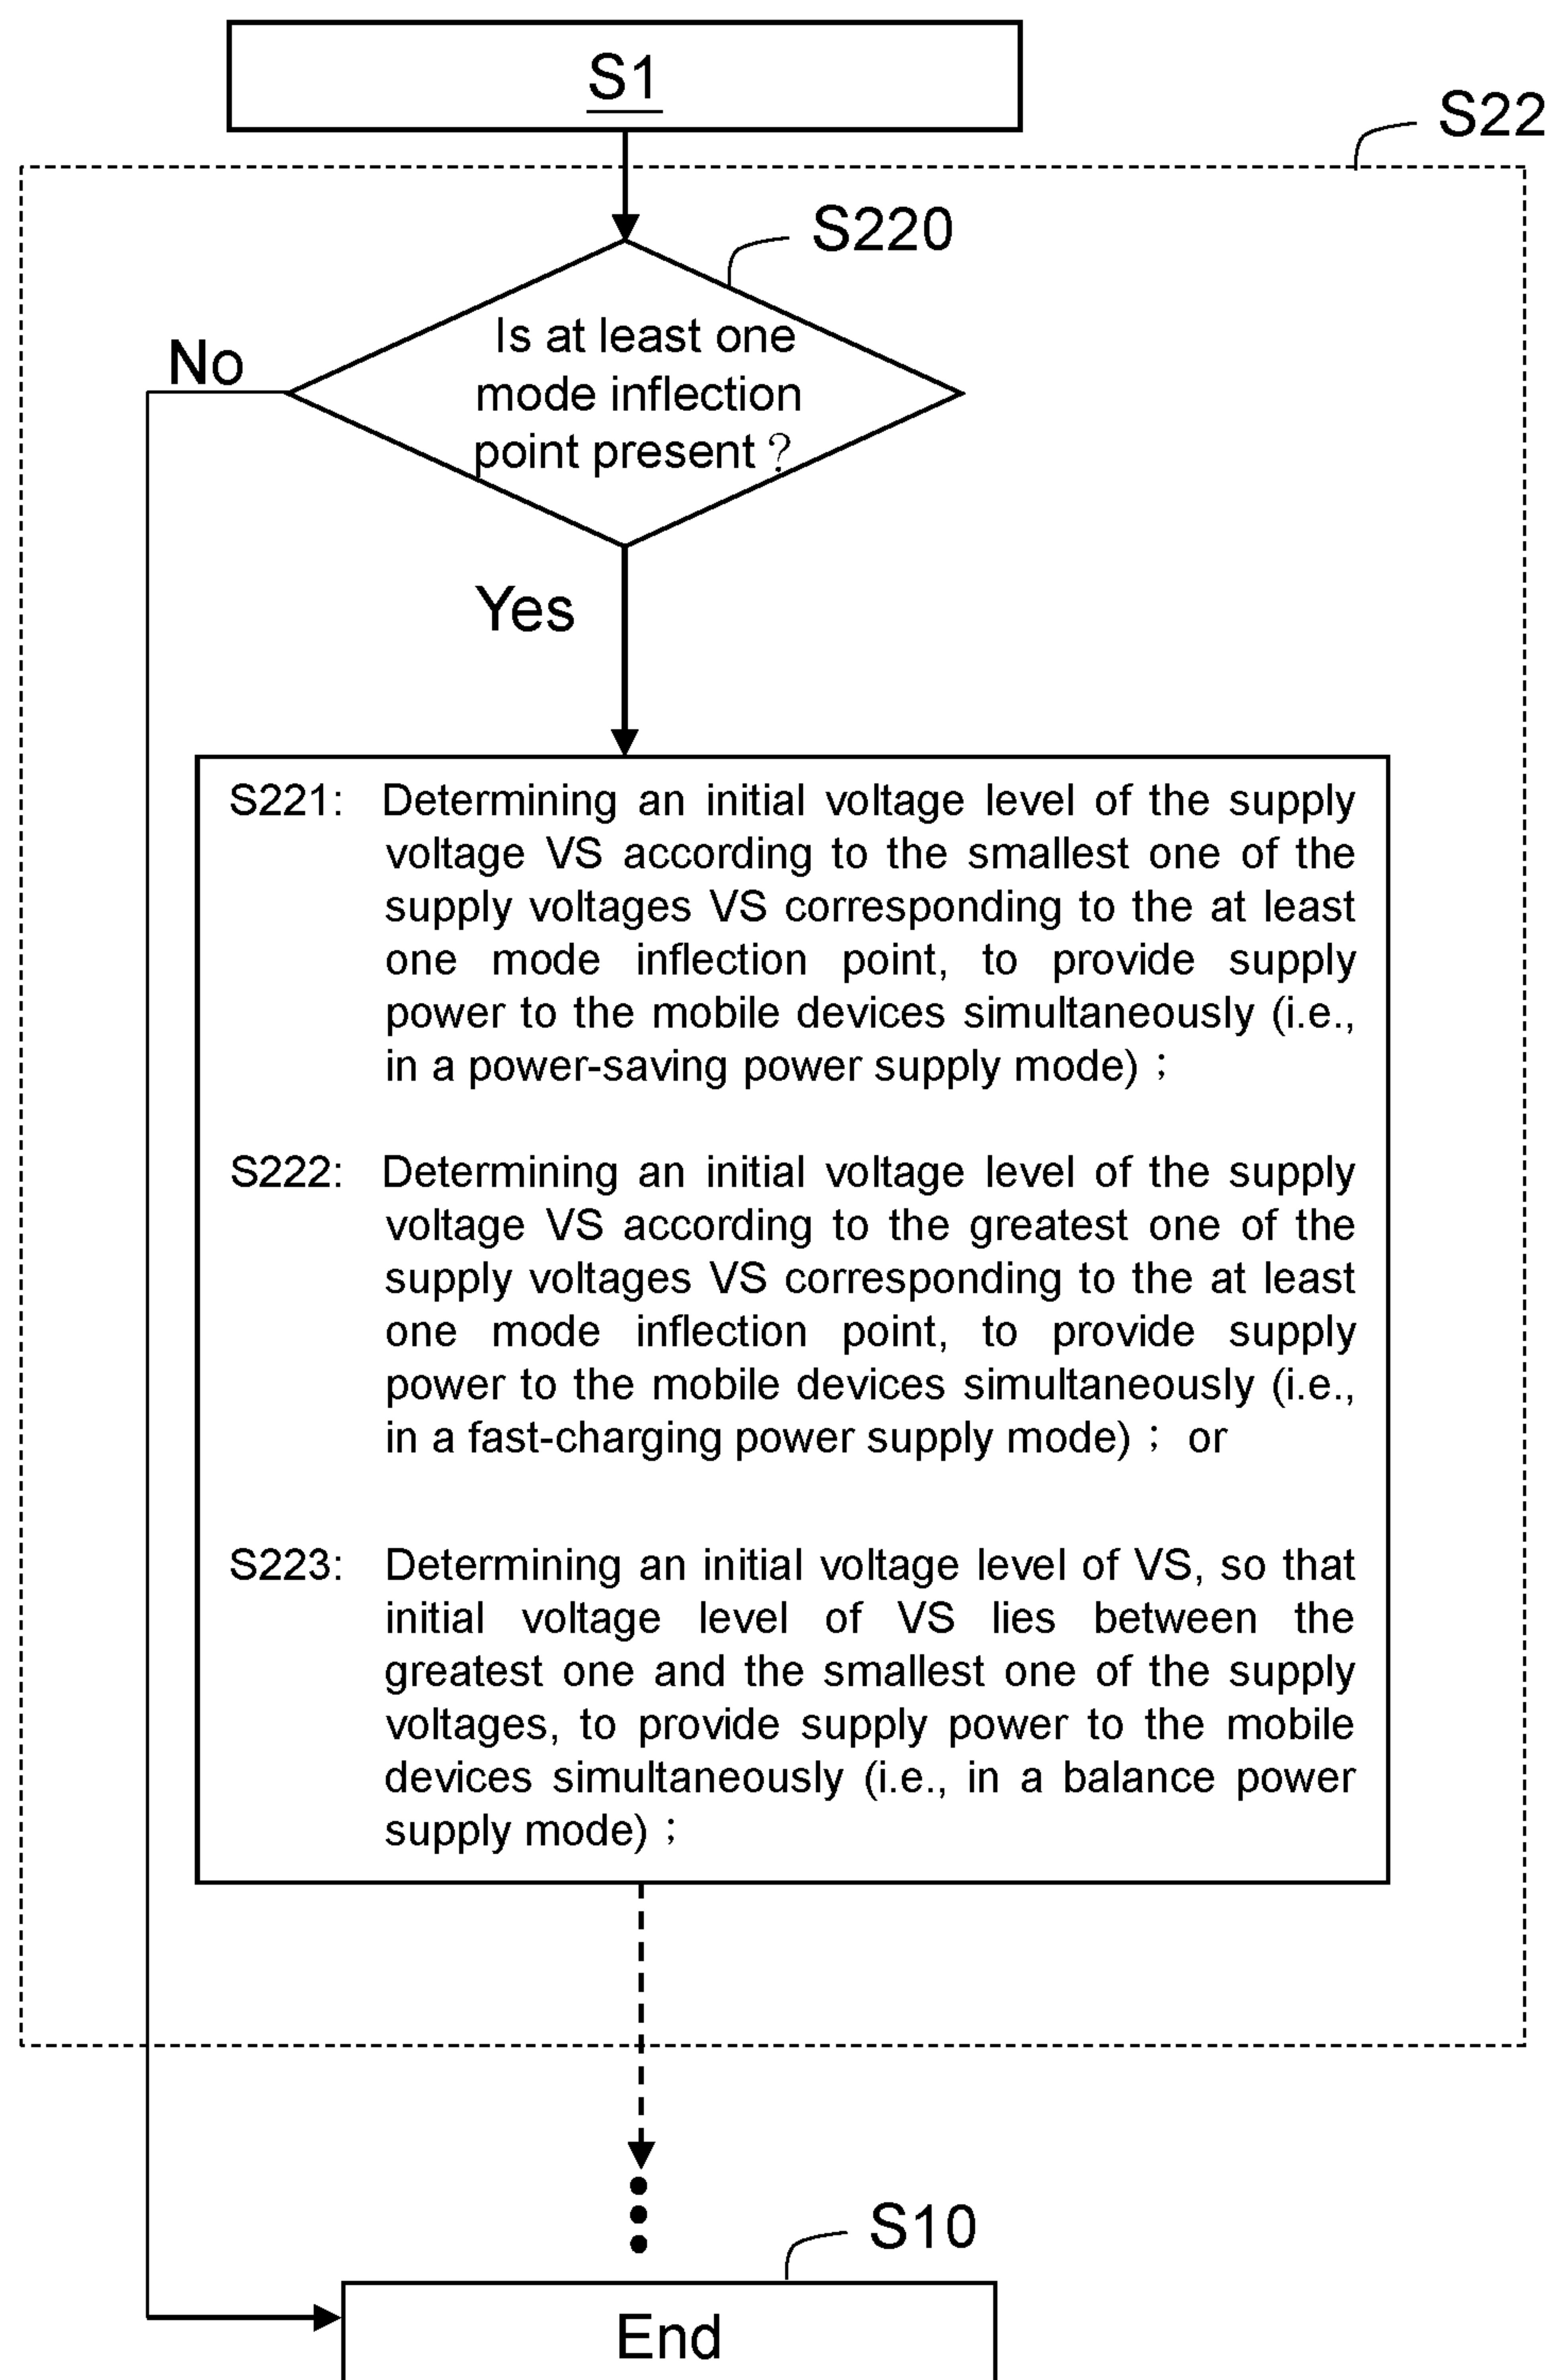 S1
S22
S220
No
Is at least one
mode inflection
point present？
Yes
S221: Determining an initial voltage level of the supply
voltage VS according to the smallest one of the
supply voltages VS corresponding to the at least
one mode inflection point, to provide supply
power to the mobile devices simultaneously (i.e.,
in a power-saving power supply mode)；
S222: Determining an initial voltage level of the supply
voltage VS according to the greatest one of the
supply voltages VS corresponding to the at least
one mode inflection point, to provide supply
power to the mobile devices simultaneously (i.e.,
in a fast-charging power supply mode)； or
S223: Determining an initial voltage level of VS, so that
initial voltage level of VS lies between the
greatest one and the smallest one of the supply
voltages, to provide supply power to the mobile
devices simultaneously (i.e., in a balance power
supply mode)；
S10
End